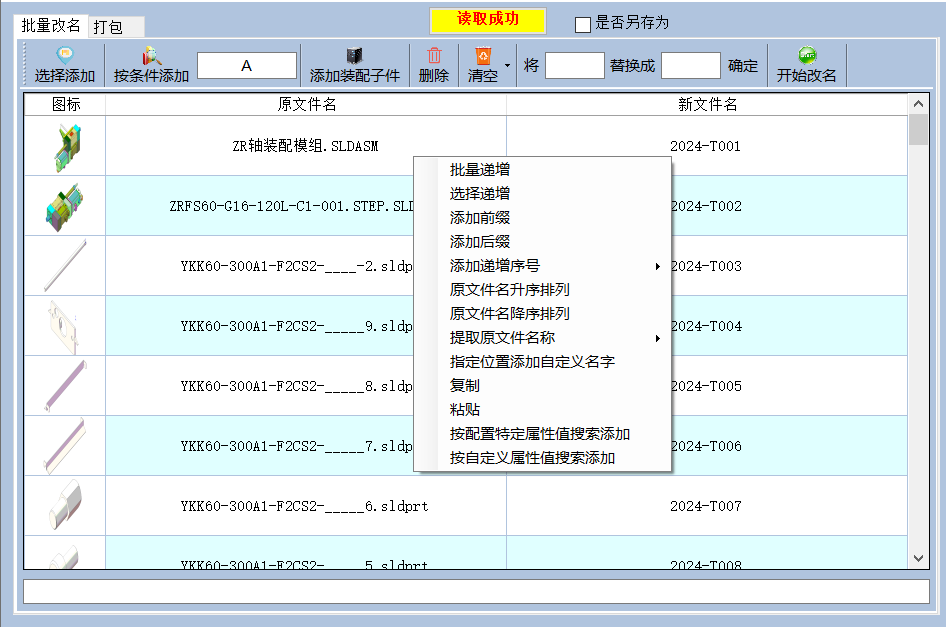 读取成功
是否另存为
批量改名 打包
选择添加 按条件添加 A 添加装配子件 删除 清空 将 替换成 确定 开始改名
图标 原文件名 新文件名
ZR轴装配模组.SLDASM 2024-T001
ZRFS60-G16-120L-C1-001.STEP.SLD 2024-T002
YKK60-300A1-F2CS2-____-2.sldp 2024-T003
YKK60-300A1-F2CS2-_____9.sldp 2024-T004
YKK60-300A1-F2CS2-_____8.sldp 2024-T005
YKK60-300A1-F2CS2-_____7.sldp 2024-T006
YKK60-300A1-F2CS2-_____6.sldprt 2024-T007
YKK60-300A1-F2CS2-_____5.sldprt 2024-T008
批量递增
选择递增
添加前缀
添加后缀
添加递增序号
原文件名升序排列
原文件名降序排列
提取原文件名称
指定位置添加自定义名字
复制
粘贴
按配置特定属性值搜索添加
按自定义属性值搜索添加